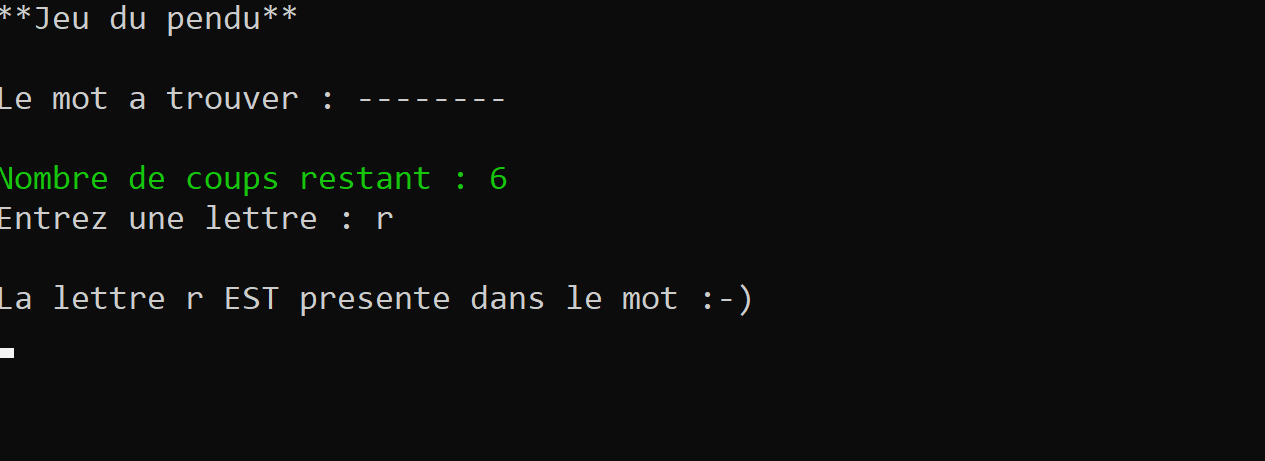 **Jeu du pendu**
Le mot a trouver : --------
Nombre de coups restant : 6
Entrez une lettre : r
La lettre r EST presente dans le mot :-)